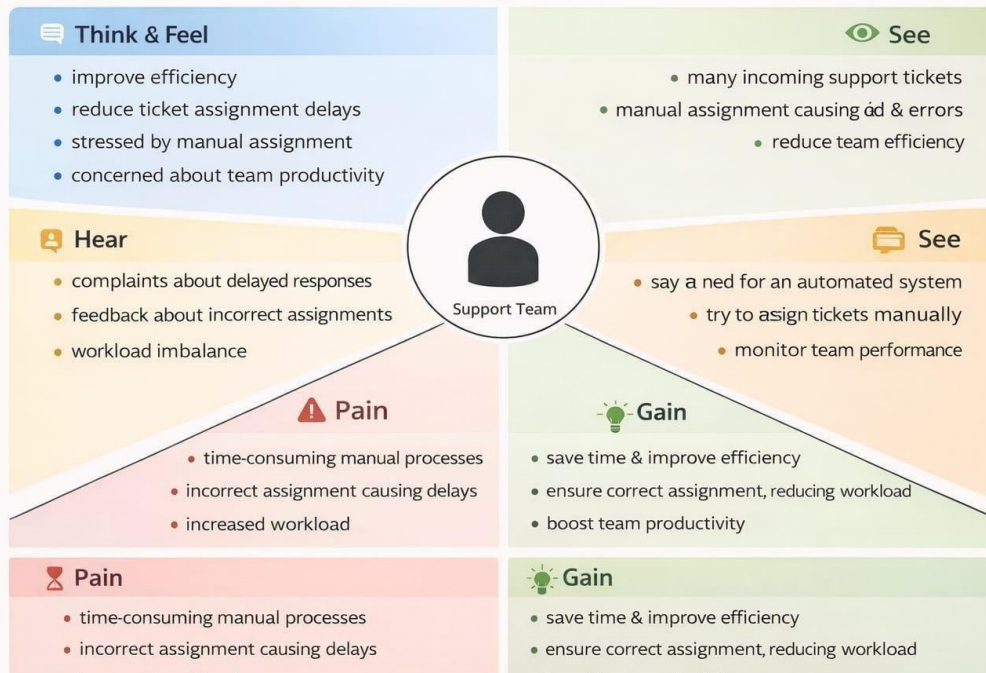 Think & Feel
• improve efficiency
• reduce ticket assignment delays
• stressed by manual assignment
• concerned about team productivity
See
• many incoming support tickets
• manual assignment causing & errors
• reduce team efficiency
Hear
• complaints about delayed responses
• feedback about incorrect assignments
• workload imbalance
Support Team
See
• say a ned for an automated system
• try to assign tickets manually
• monitor team performance
Pain
• time-consuming manual processes
• incorrect assignment causing delays
• increased workload
Gain
• save time & improve efficiency
• ensure correct assignment, reducing workload
• boost team productivity
Pain
• time-consuming manual processes
• incorrect assignment causing delays
Gain
• save time & improve efficiency
• ensure correct assignment, reducing workload